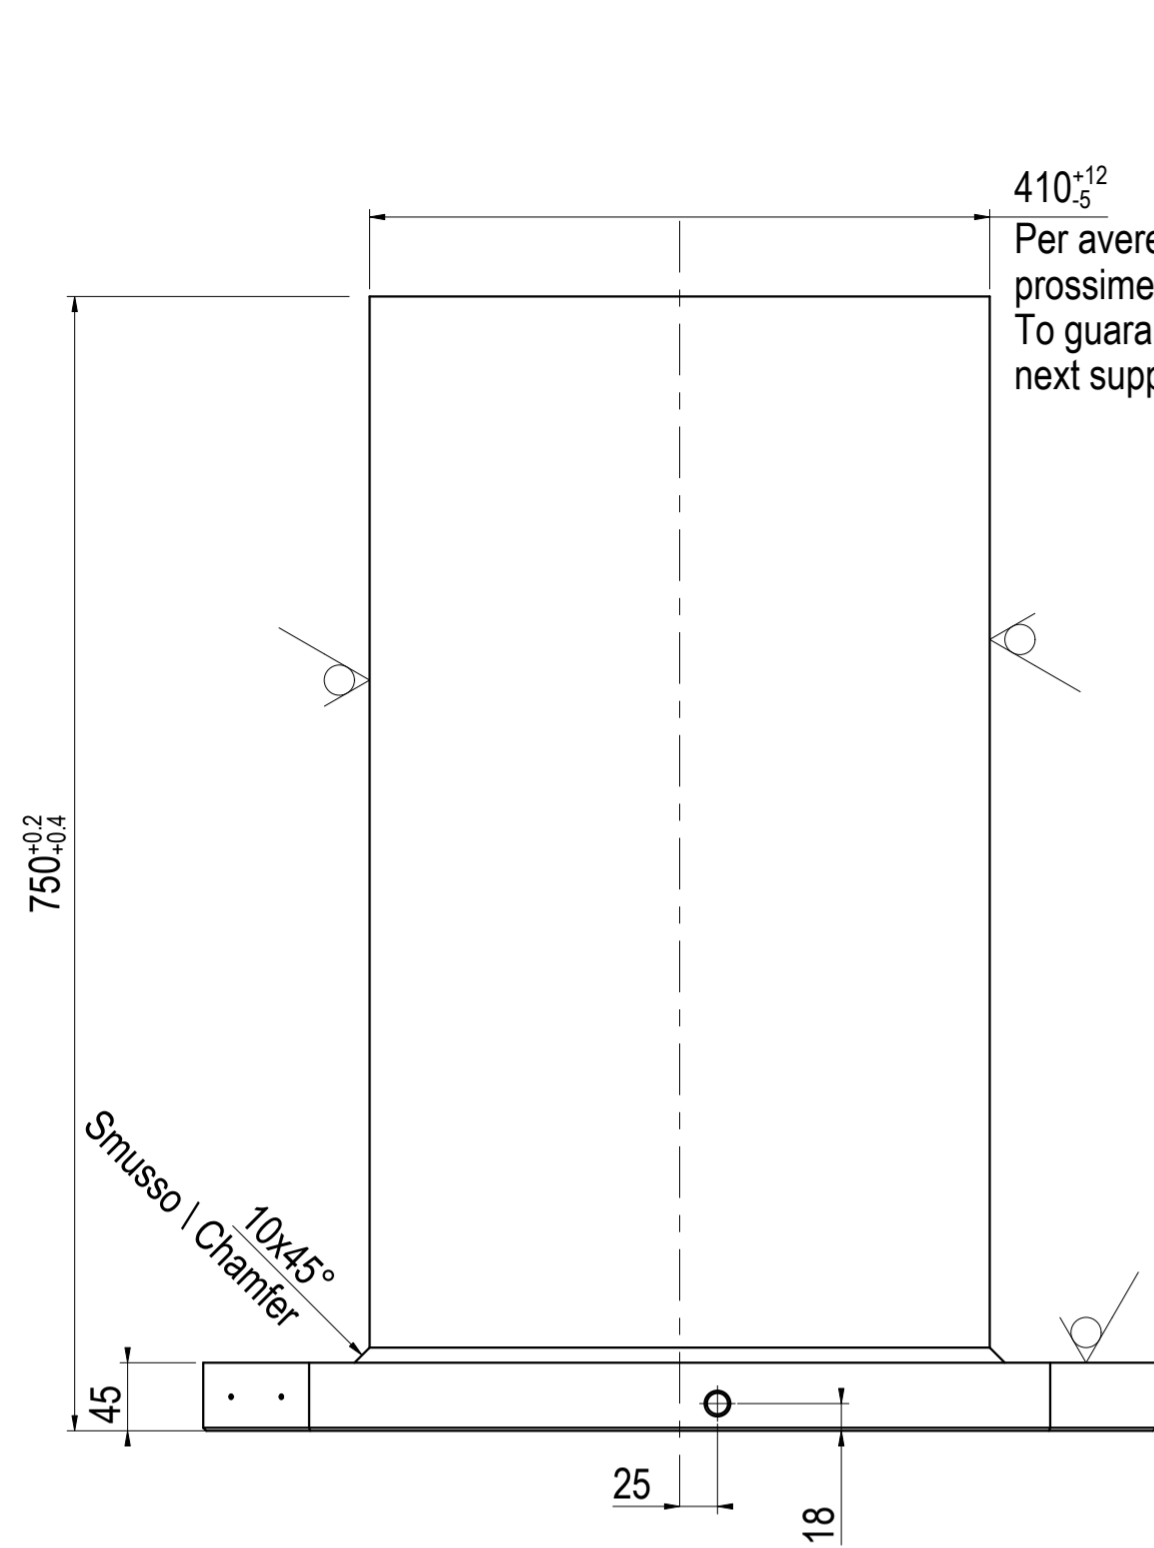 410 +12 -5
Per avere
prossime
To guara
next supp
750 +0.2 +0.4
Smusso \ Chamfer
10x45°
45
25
18